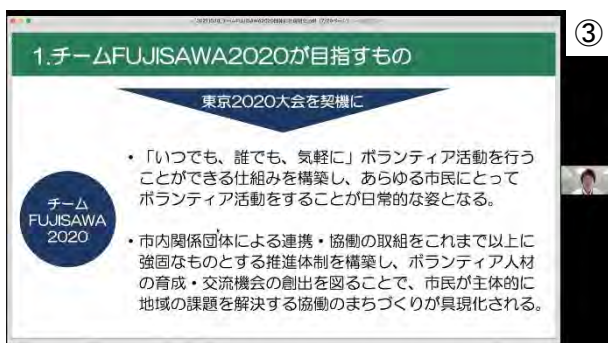 ③
1.チームFUJISAWA2020が目指すもの
東京2020大会を契機に
チーム
FUJISAWA
2020
・「いつでも、誰でも、気軽に」ボランティア活動を行う
ことができる仕組みを構築し、あらゆる市民にとって
ボランティア活動をすることが日常的な姿となる。
・市内関係団体による連携・協働の取組をこれまで以上に
強固なものとする推進体制を構築し、ボランティア人材
の育成・交流機会の創出を図ることで、市民が主体的に
地域の課題を解決する協働のまちづくりが具現化される。